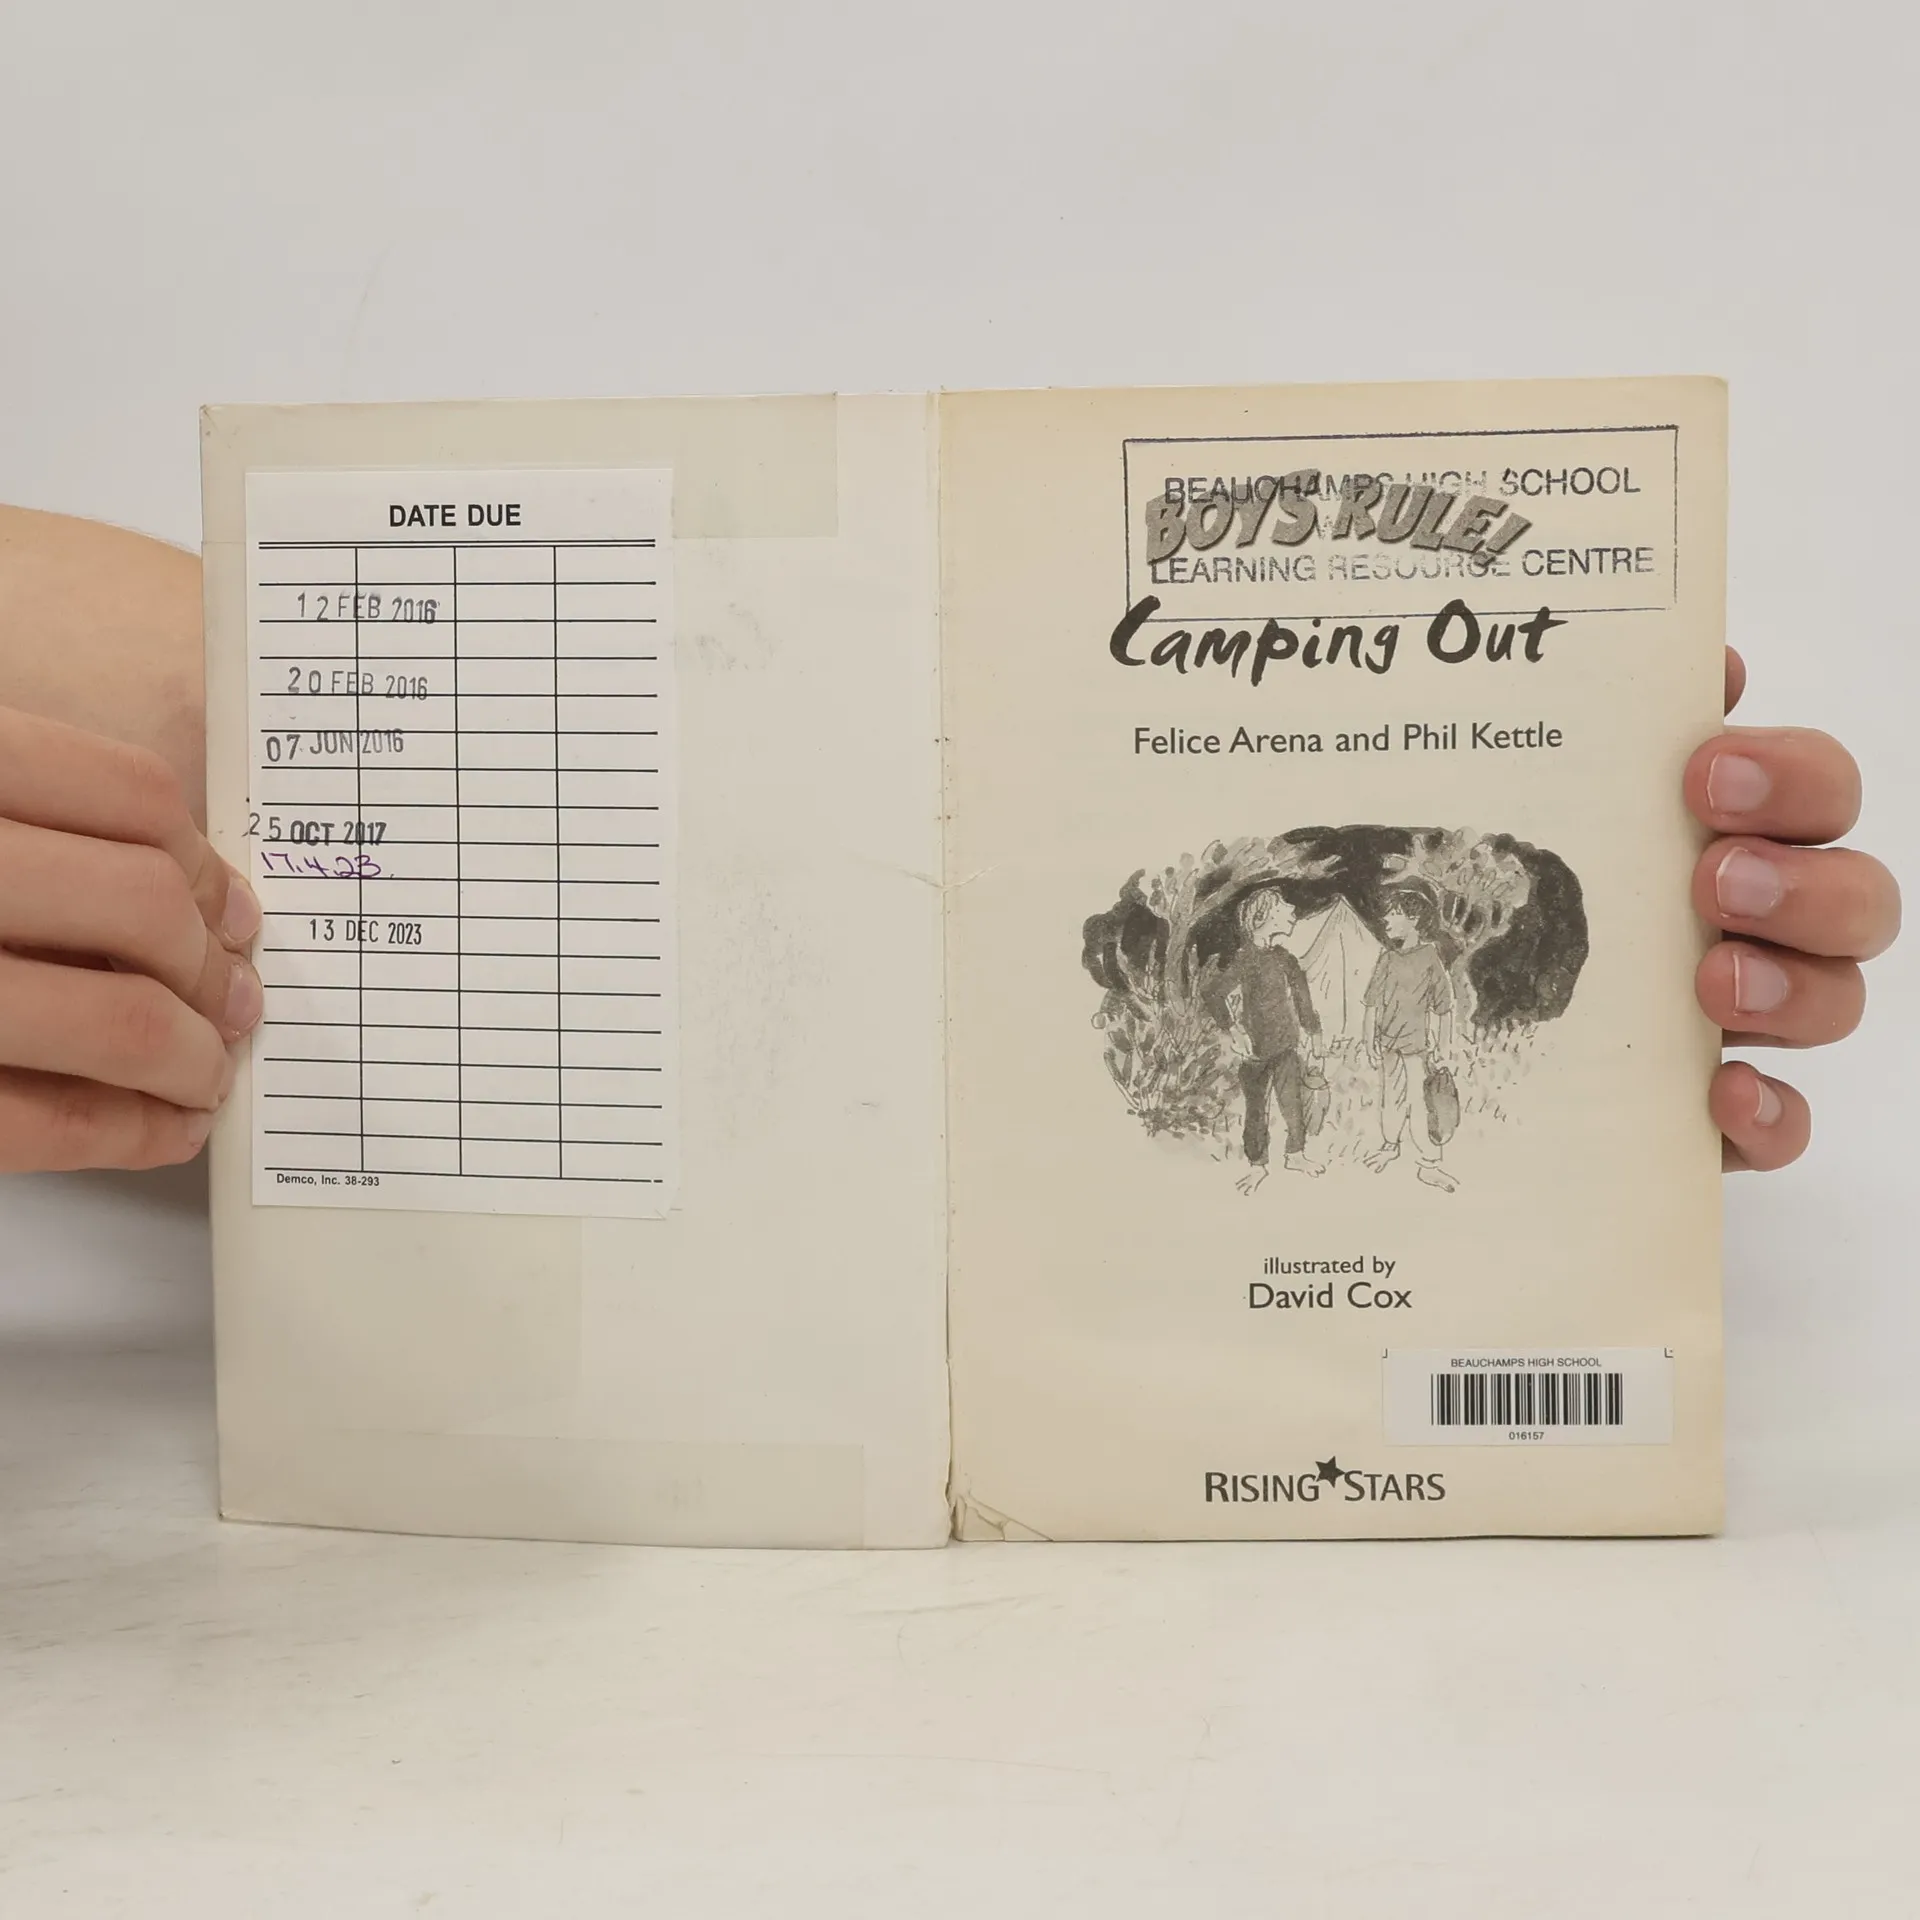 DATE DUE
12 FEB 2016
20 FEB 2016
07 JUN 2016
25 OCT 2017
17.4.23.
13 DEC 2023
Demco, Inc. 38-293
BEAUCHAMPS HIGH SCHOOL
BOYS RULE!
LEARNING RESOURCE CENTRE
Camping Out
Felice Arena and Phil Kettle
illustrated by
David Cox
BEAUCHAMPS HIGH SCHOOL
016157
RISING STARS